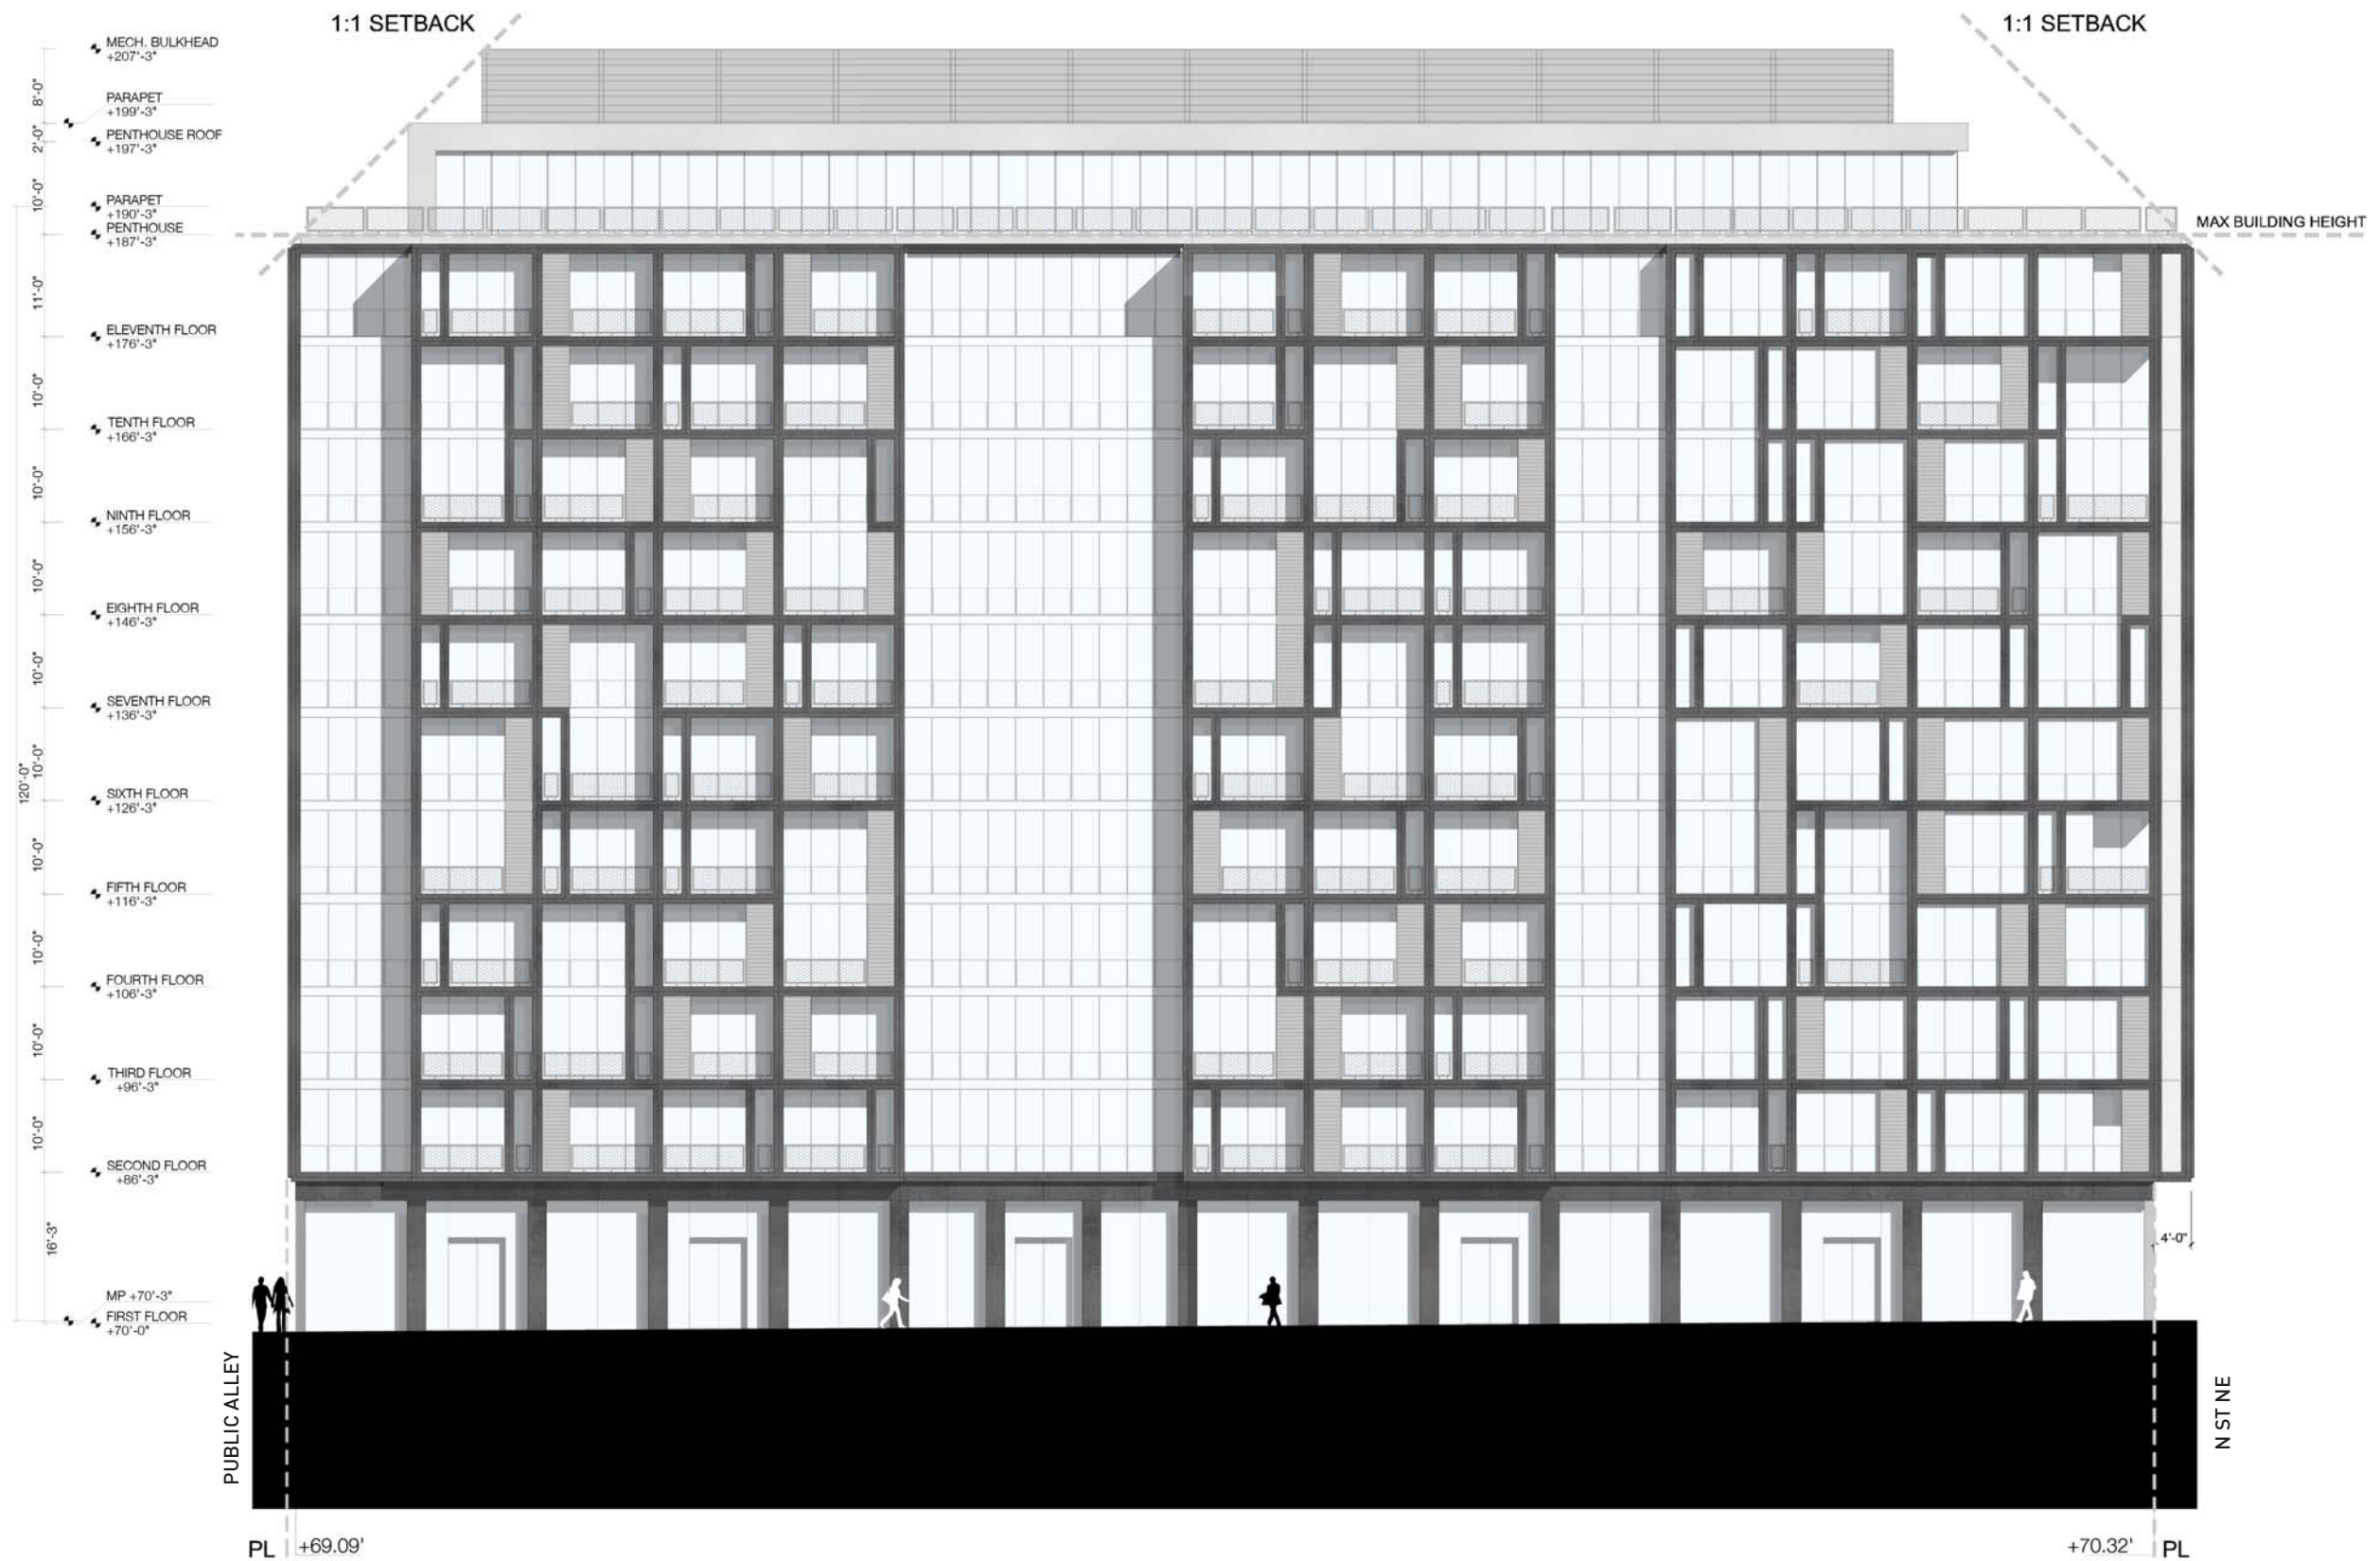 1:1 SETBACK
1:1 SETBACK
MECH. BULKHEAD
+207'-3"
8'-0"
PARAPET
+199'-3"
2'-0"
PENTHOUSE ROOF
+197'-3"
10'-0"
PARAPET
+190'-3"
PENTHOUSE
+187'-3"
MAX BUILDING HEIGHT
11'-0"
ELEVENTH FLOOR
+176'-3"
10'-0"
TENTH FLOOR
+166'-3"
10'-0"
NINTH FLOOR
+156'-3"
10'-0"
EIGHTH FLOOR
+146'-3"
10'-0"
SEVENTH FLOOR
+136'-3"
10'-0"
120'-0"
SIXTH FLOOR
+126'-3"
10'-0"
FIFTH FLOOR
+116'-3"
10'-0"
FOURTH FLOOR
+106'-3"
10'-0"
THIRD FLOOR
+96'-3"
10'-0"
SECOND FLOOR
+86'-3"
16'-3"
4'-0"
MP +70'-3"
FIRST FLOOR
+70'-0"
PUBLIC ALLEY
N ST NE
PL
+69.09'
+70.32'
PL